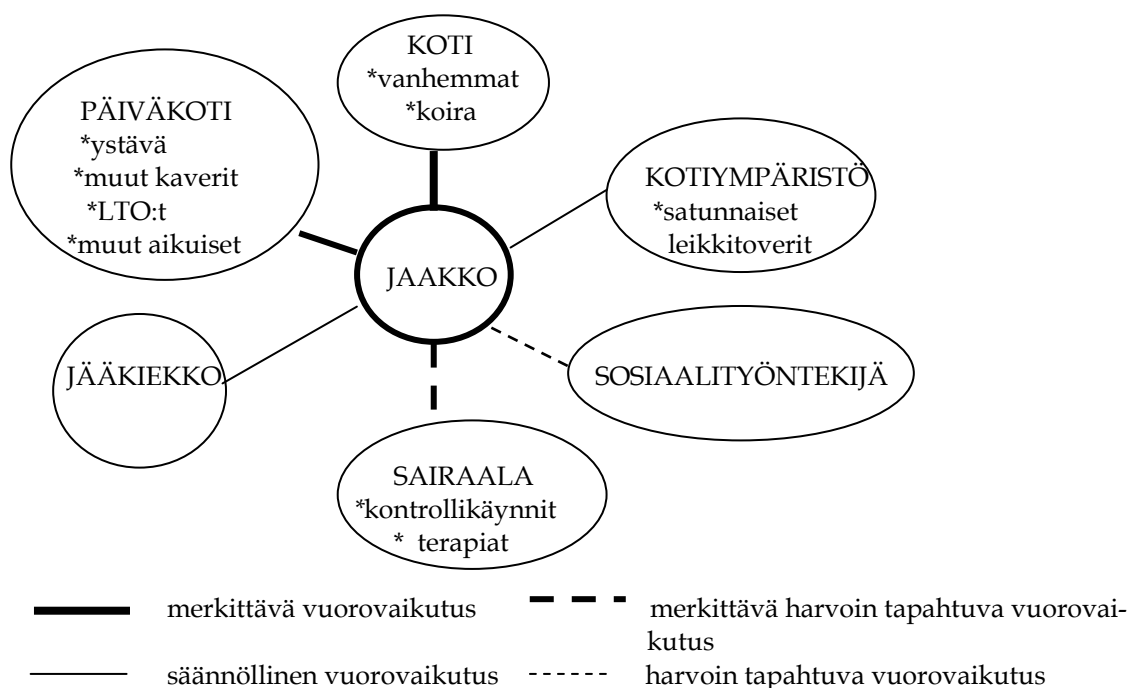 KOTI
*vanhemmat
*koira
PÄIVÄKOTI
*ystävä
*muut kaverit
*LTO:t
*muut aikuiset
KOTIYMPÄRISTÖ
*satunnaiset
leikkitoverit
JAAKKO
JÄÄKIEKKO
SOSIAALITYÖNTEKIJÄ
SAIRAALA
*kontrollikäynnit
* terapiat
merkittävä vuorovaikutus
merkittävä harvoin tapahtuva vuorovai-
kutus
säännöllinen vuorovaikutus
harvoin tapahtuva vuorovaikutus